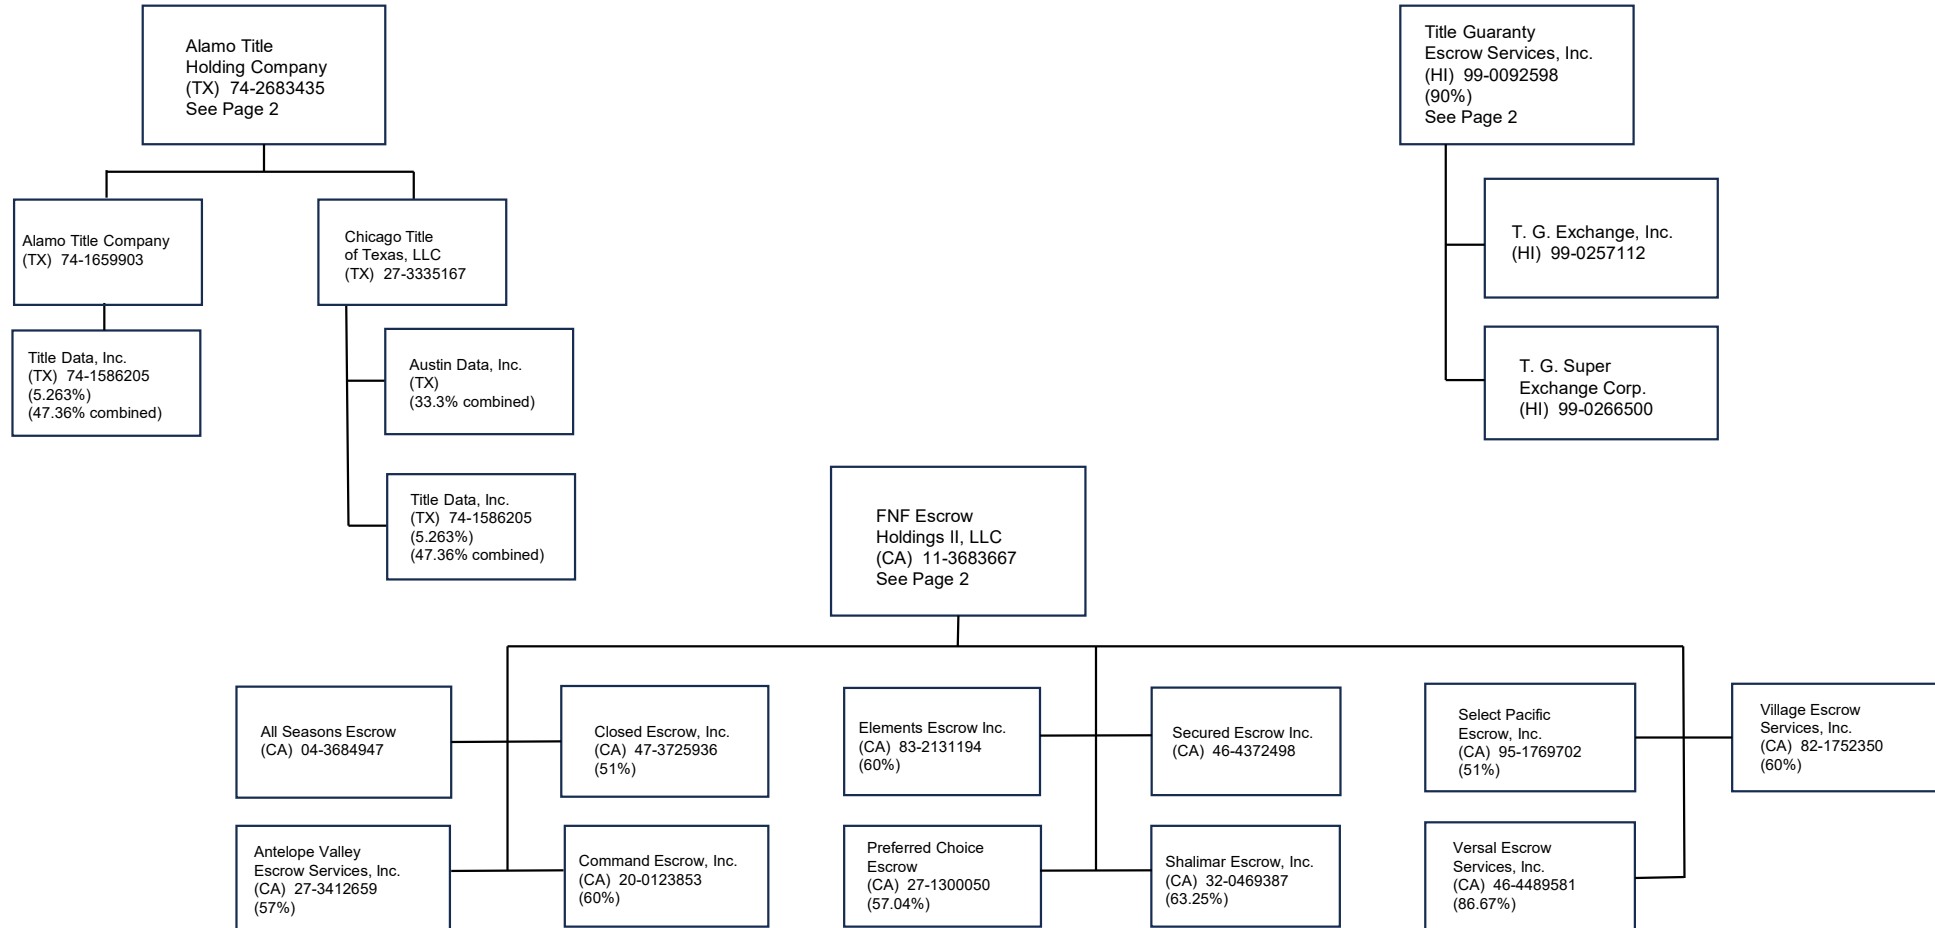 Alamo Title
Holding Company
(TX) 74-2683435
See Page 2
Title Guaranty
Escrow Services, Inc.
(HI) 99-0092598
(90%)
See Page 2
Alamo Title Company
(TX) 74-1659903
Chicago Title
of Texas, LLC
(TX) 27-3335167
T. G. Exchange, Inc.
(HI) 99-0257112
Title Data, Inc.
(TX) 74-1586205
(5.263%)
(47.36% combined)
Austin Data, Inc.
(TX)
(33.3% combined)
T. G. Super
Exchange Corp.
(HI) 99-0266500
Title Data, Inc.
(TX) 74-1586205
(5.263%)
(47.36% combined)
FNF Escrow
Holdings II, LLC
(CA) 11-3683667
See Page 2
All Seasons Escrow
(CA) 04-3684947
Closed Escrow, Inc.
(CA) 47-3725936
(51%)
Elements Escrow Inc.
(CA) 83-2131194
(60%)
Secured Escrow Inc.
(CA) 46-4372498
Select Pacific
Escrow, Inc.
(CA) 95-1769702
(51%)
Village Escrow
Services, Inc.
(CA) 82-1752350
(60%)
Antelope Valley
Escrow Services, Inc.
(CA) 27-3412659
(57%)
Command Escrow, Inc.
(CA) 20-0123853
(60%)
Preferred Choice
Escrow
(CA) 27-1300050
(57.04%)
Shalimar Escrow, Inc.
(CA) 32-0469387
(63.25%)
Versal Escrow
Services, Inc.
(CA) 46-4489581
(86.67%)